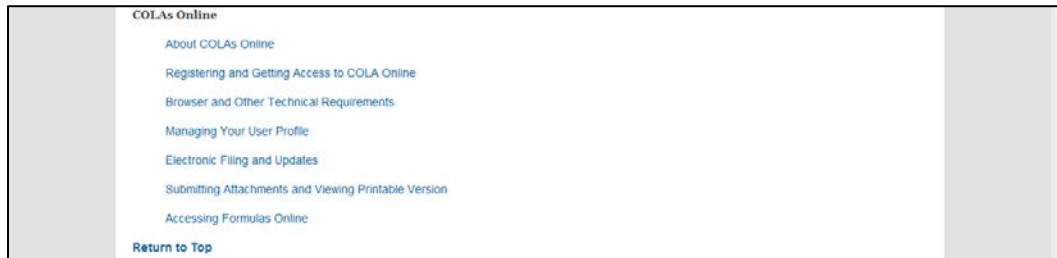 COLAs Online
About COLAs Online
Registering and Getting Access to COLA Online
Browser and Other Technical Requirements
Managing Your User Profile
Electronic Filing and Updates
Submitting Attachments and Viewing Printable Version
Accessing Formulas Online
Return to Top